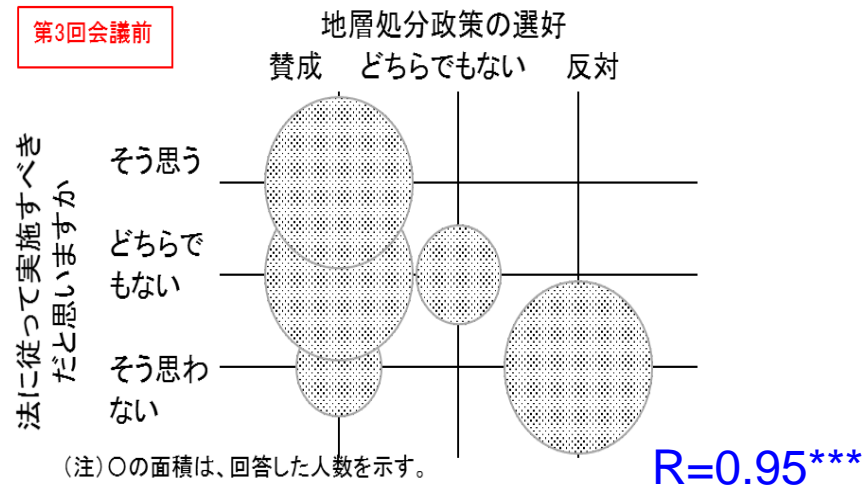 第3回会議前
地層処分政策の選好
賛成 どちらでもない 反対
法に従って実施すべき
だと思いますか
そう思う
どちらで
もない
そう思わ
ない
(注)○の面積は、回答した人数を示す。
R=0.95***